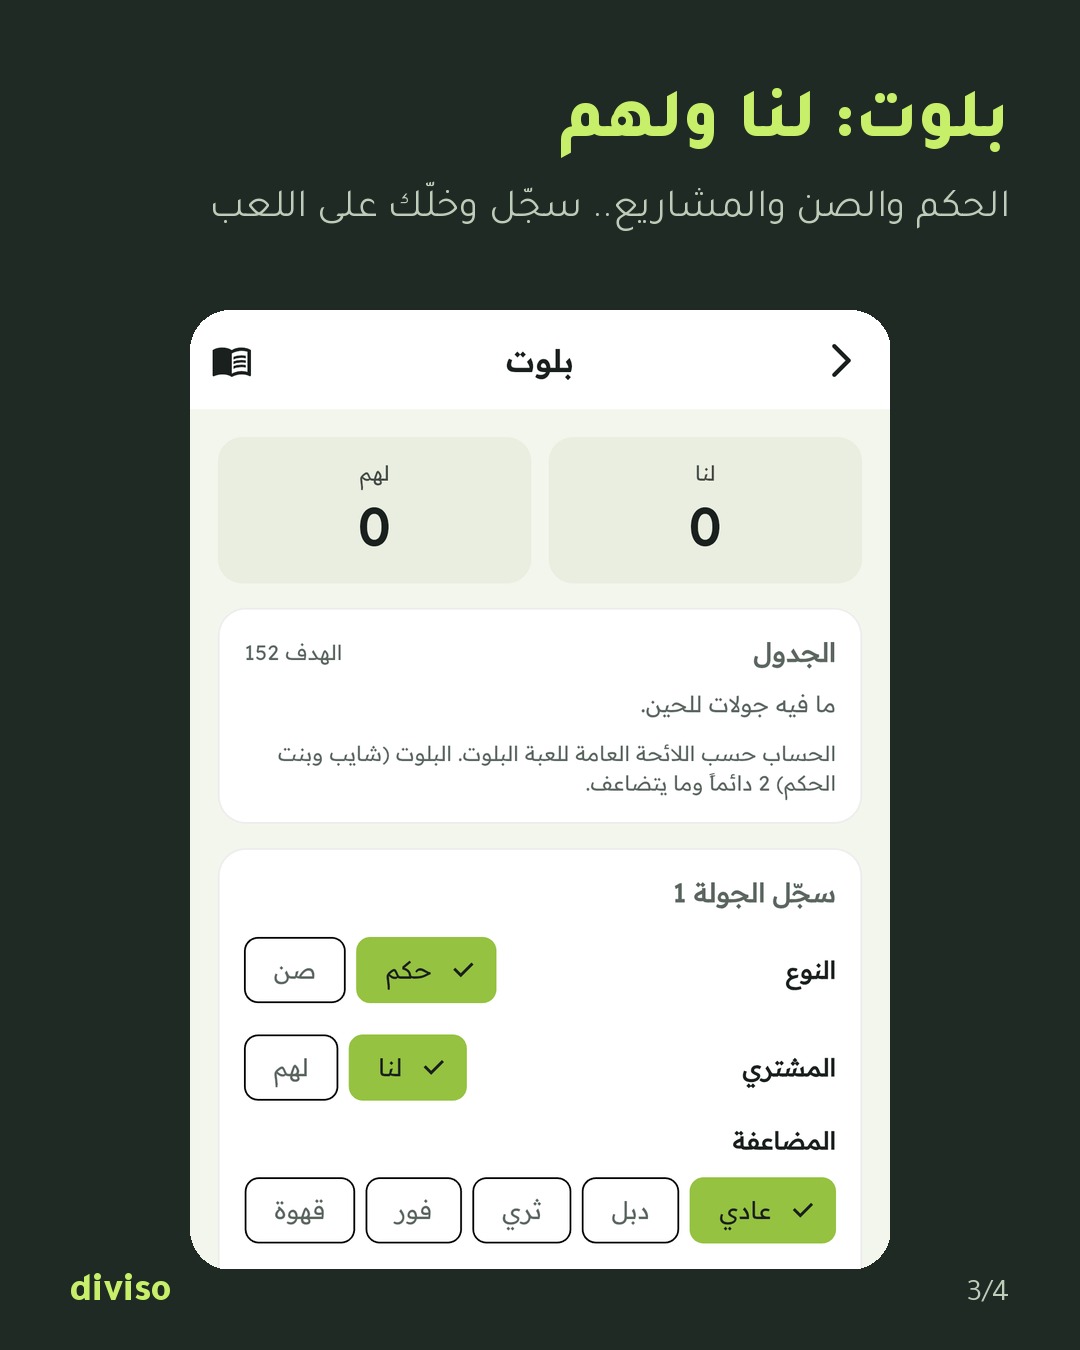 بلوت: لنا ولهم
الحكم والصن والمشاريع.. سجّل وخلّك على اللعب
بلوت
لنا
0
لهم
0
الجدول
الهدف 152
ما فيه جولات للحين.
الحساب حسب اللائحة العامة للعبة البلوت. البلوت (شايب وبنت
الحكم) 2 دائماً وما يتضاعف.
سجّل الجولة 1
النوع
حكم
صن
المشتري
لنا
لهم
المضاعفة
عادي
دبل
ثري
فور
قهوة
diviso
3/4